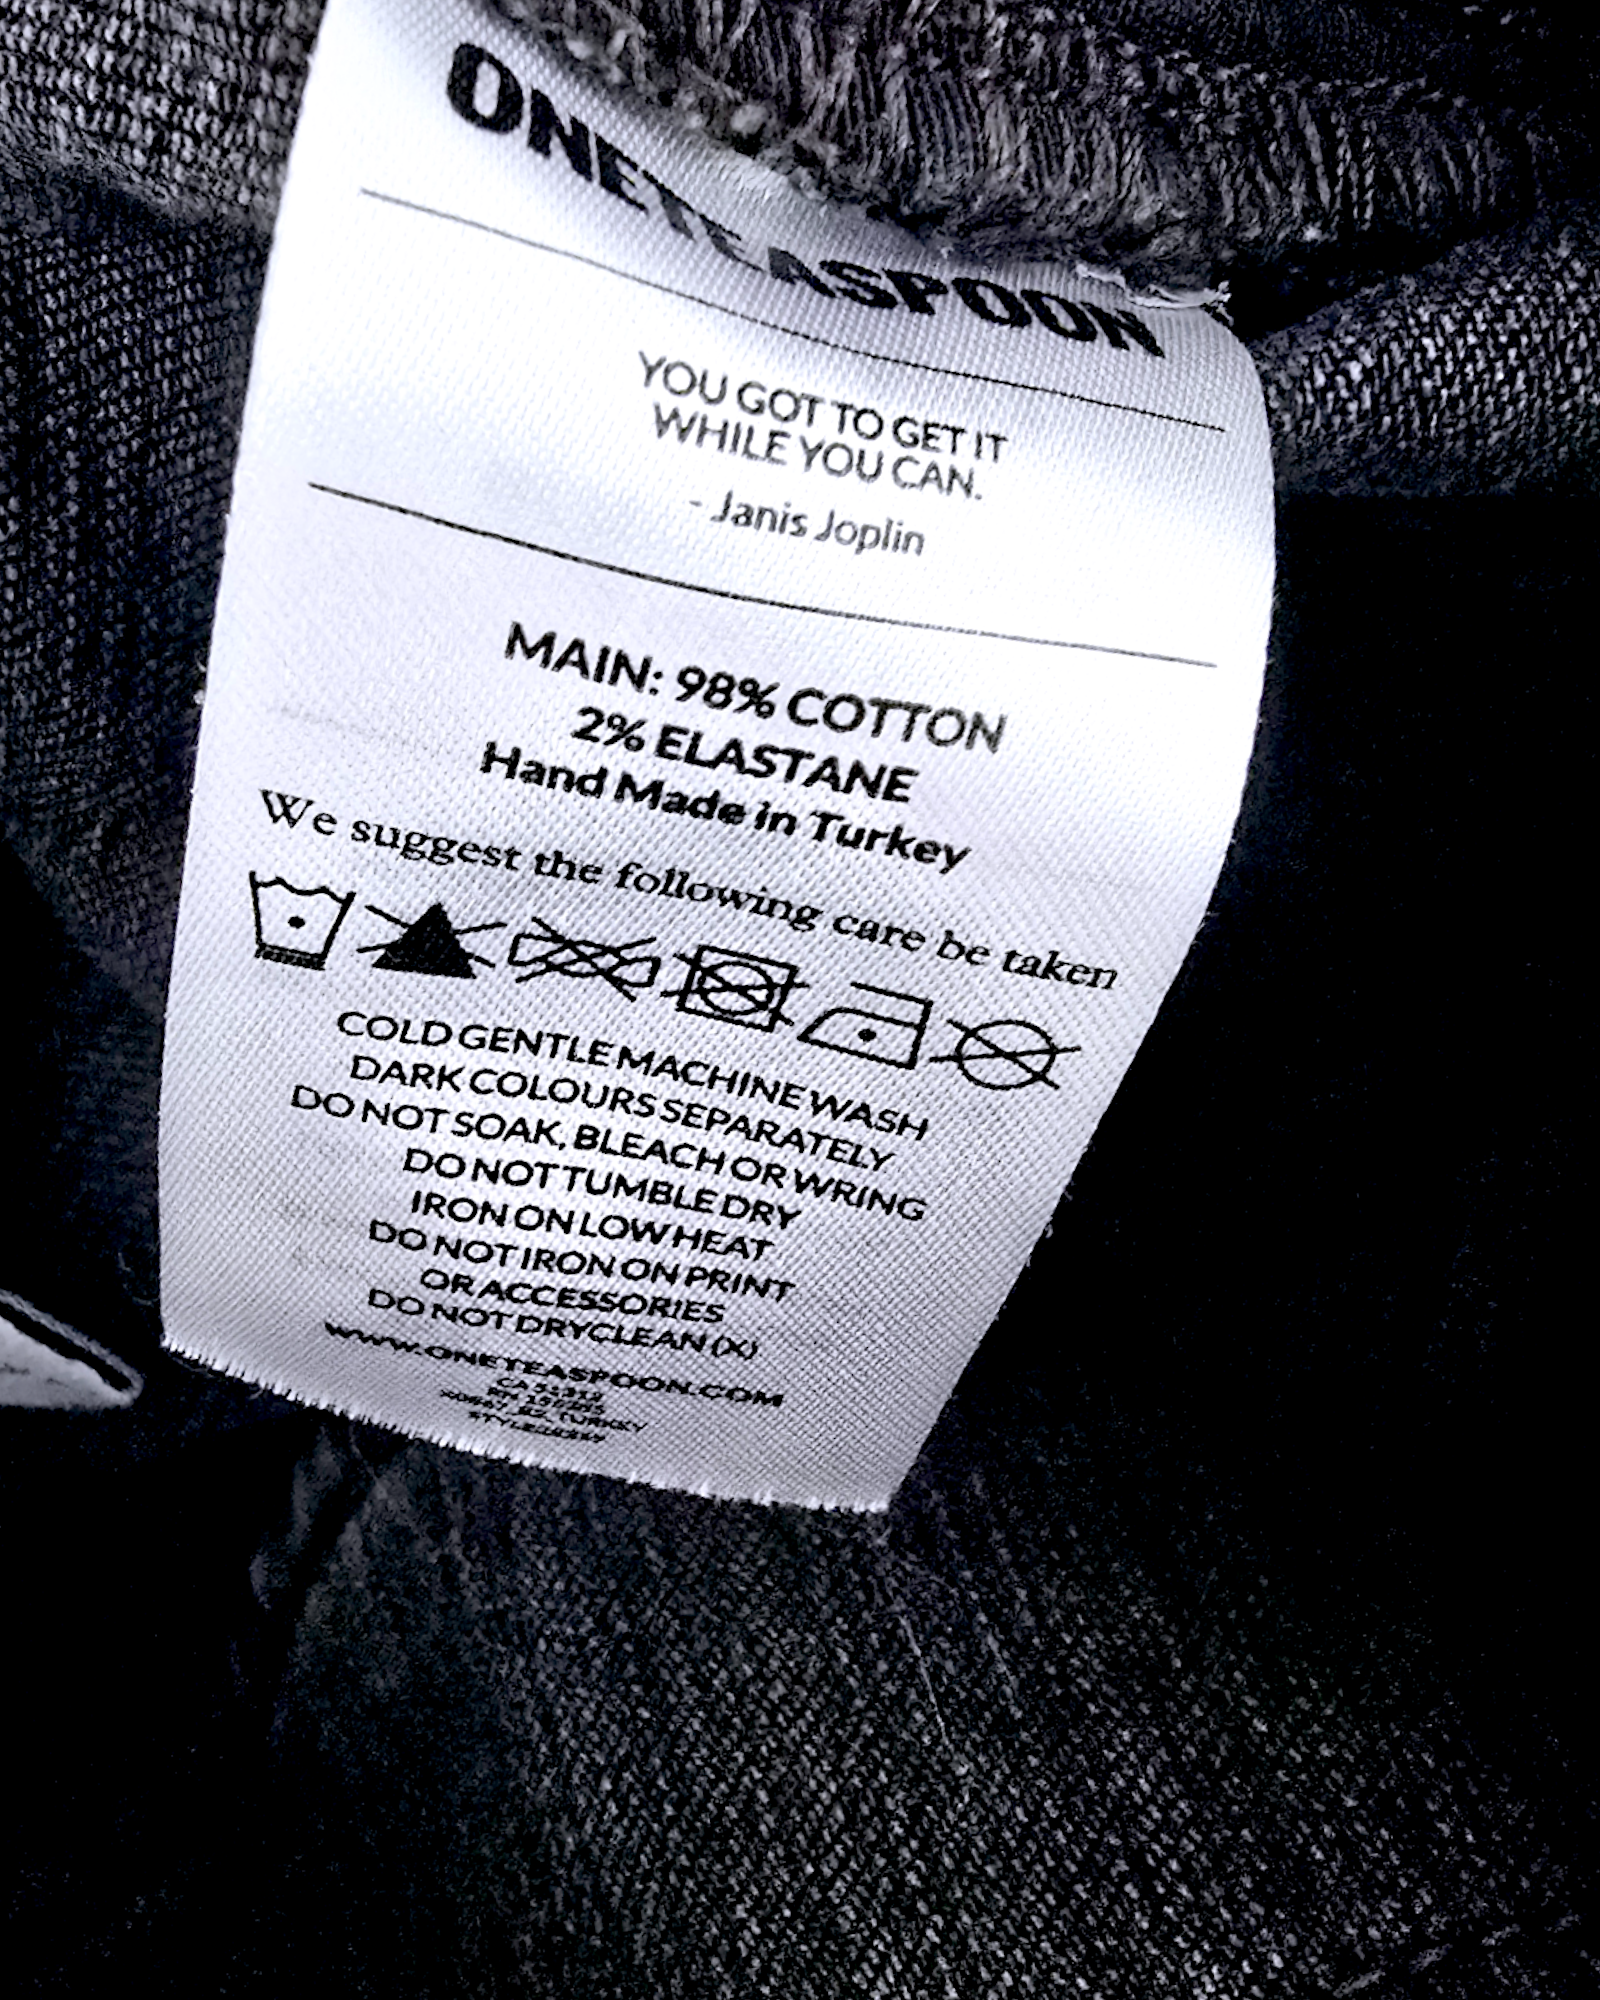 ONETEASPOON
YOU GOT TO GET IT
WHILE YOU CAN.
- Janis Joplin
MAIN: 98% COTTON
2% ELASTANE
Hand Made in Turkey
We suggest the following care be taken
COLD GENTLE MACHINE WASH
DARK COLOURS SEPARATELY
DO NOT SOAK, BLEACH OR WRING
DO NOT TUMBLE DRY
IRON ON LOW HEAT
DO NOT IRON ON PRINT
OR ACCESSORIES
DO NOT DRYCLEAN (X)
WWW.ONETEASPOON.COM
CA
RN
TURKEY